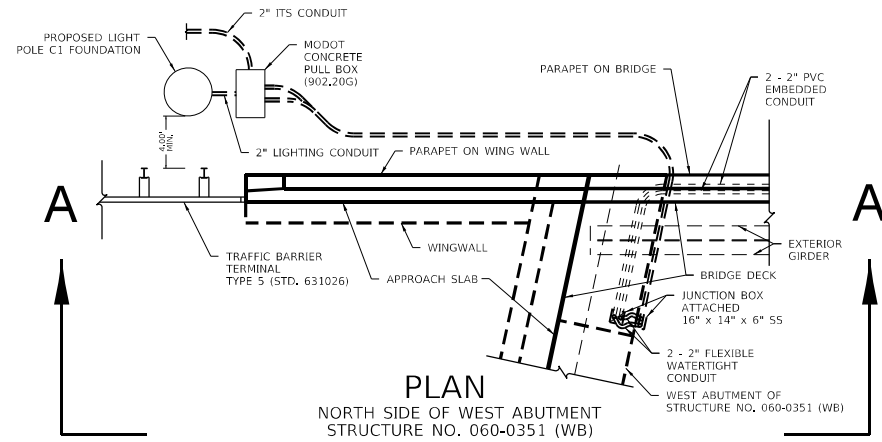 2" ITS CONDUIT
PROPOSED LIGHT
POLE C1 FOUNDATION
MODOT
CONCRETE
PULL BOX
(902.20G)
PARAPET ON BRIDGE
2 - 2" PVC
EMBEDDED
CONDUIT
4.00'
MIN.
2" LIGHTING CONDUIT
PARAPET ON WING WALL
A
A
TRAFFIC BARRIER
TERMINAL
TYPE 5 (STD. 631026)
WINGWALL
APPROACH SLAB
EXTERIOR
GIRDER
BRIDGE DECK
JUNCTION BOX
ATTACHED
16" x 14" x 6" SS
2 - 2" FLEXIBLE
WATERTIGHT
CONDUIT
WEST ABUTMENT OF
STRUCTURE NO. 060-0351 (WB)
PLAN
NORTH SIDE OF WEST ABUTMENT
STRUCTURE NO. 060-0351 (WB)